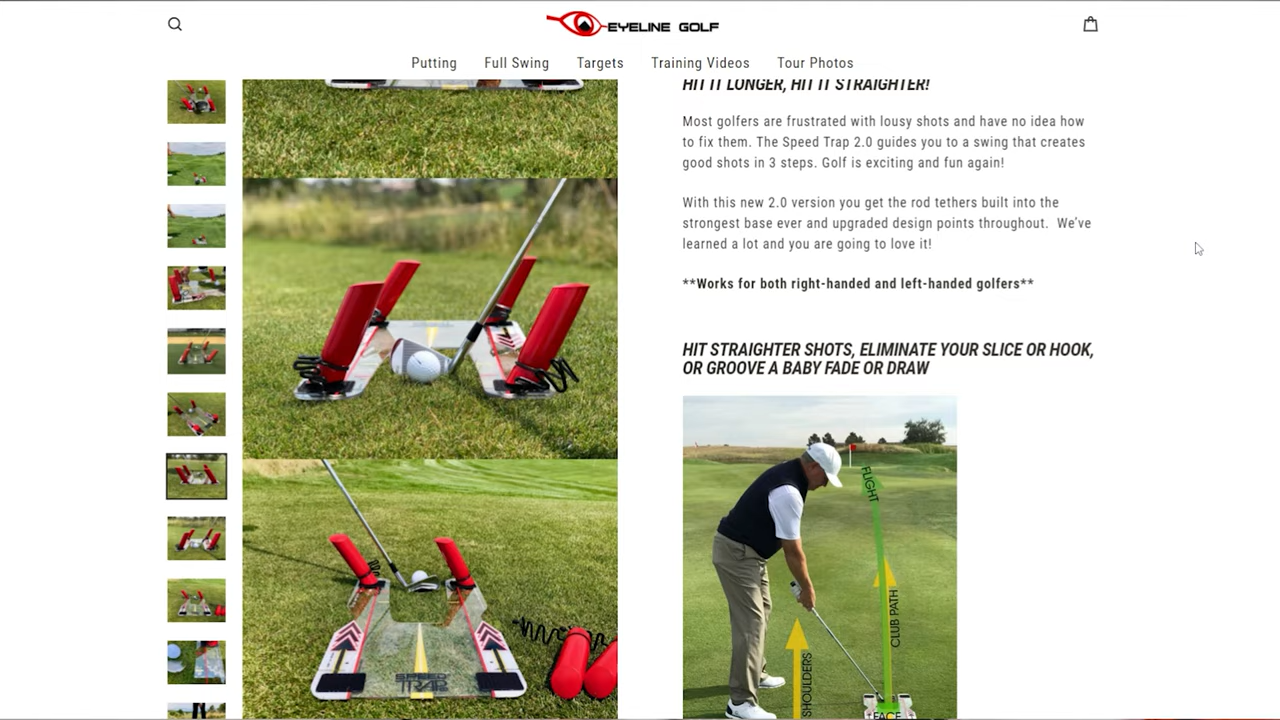 EYELINE GOLF
Putting
Full Swing
Targets
Training Videos
Tour Photos
HIT IT LONGER, HIT IT STRAIGHTER!
Most golfers are frustrated with lousy shots and have no idea how
to fix them. The Speed Trap 2.0 guides you to a swing that creates
good shots in 3 steps. Golf is exciting and fun again!
With this new 2.0 version you get the rod tethers built into the
strongest base ever and upgraded design points throughout. We've
learned a lot and you are going to love it!
**Works for both right-handed and left-handed golfers**
HIT STRAIGHTER SHOTS, ELIMINATE YOUR SLICE OR HOOK,
OR GROOVE A BABY FADE OR DRAW
FLIGHT
CLUB PATH
SHOULDERS
FACE
SPEED
TRAP